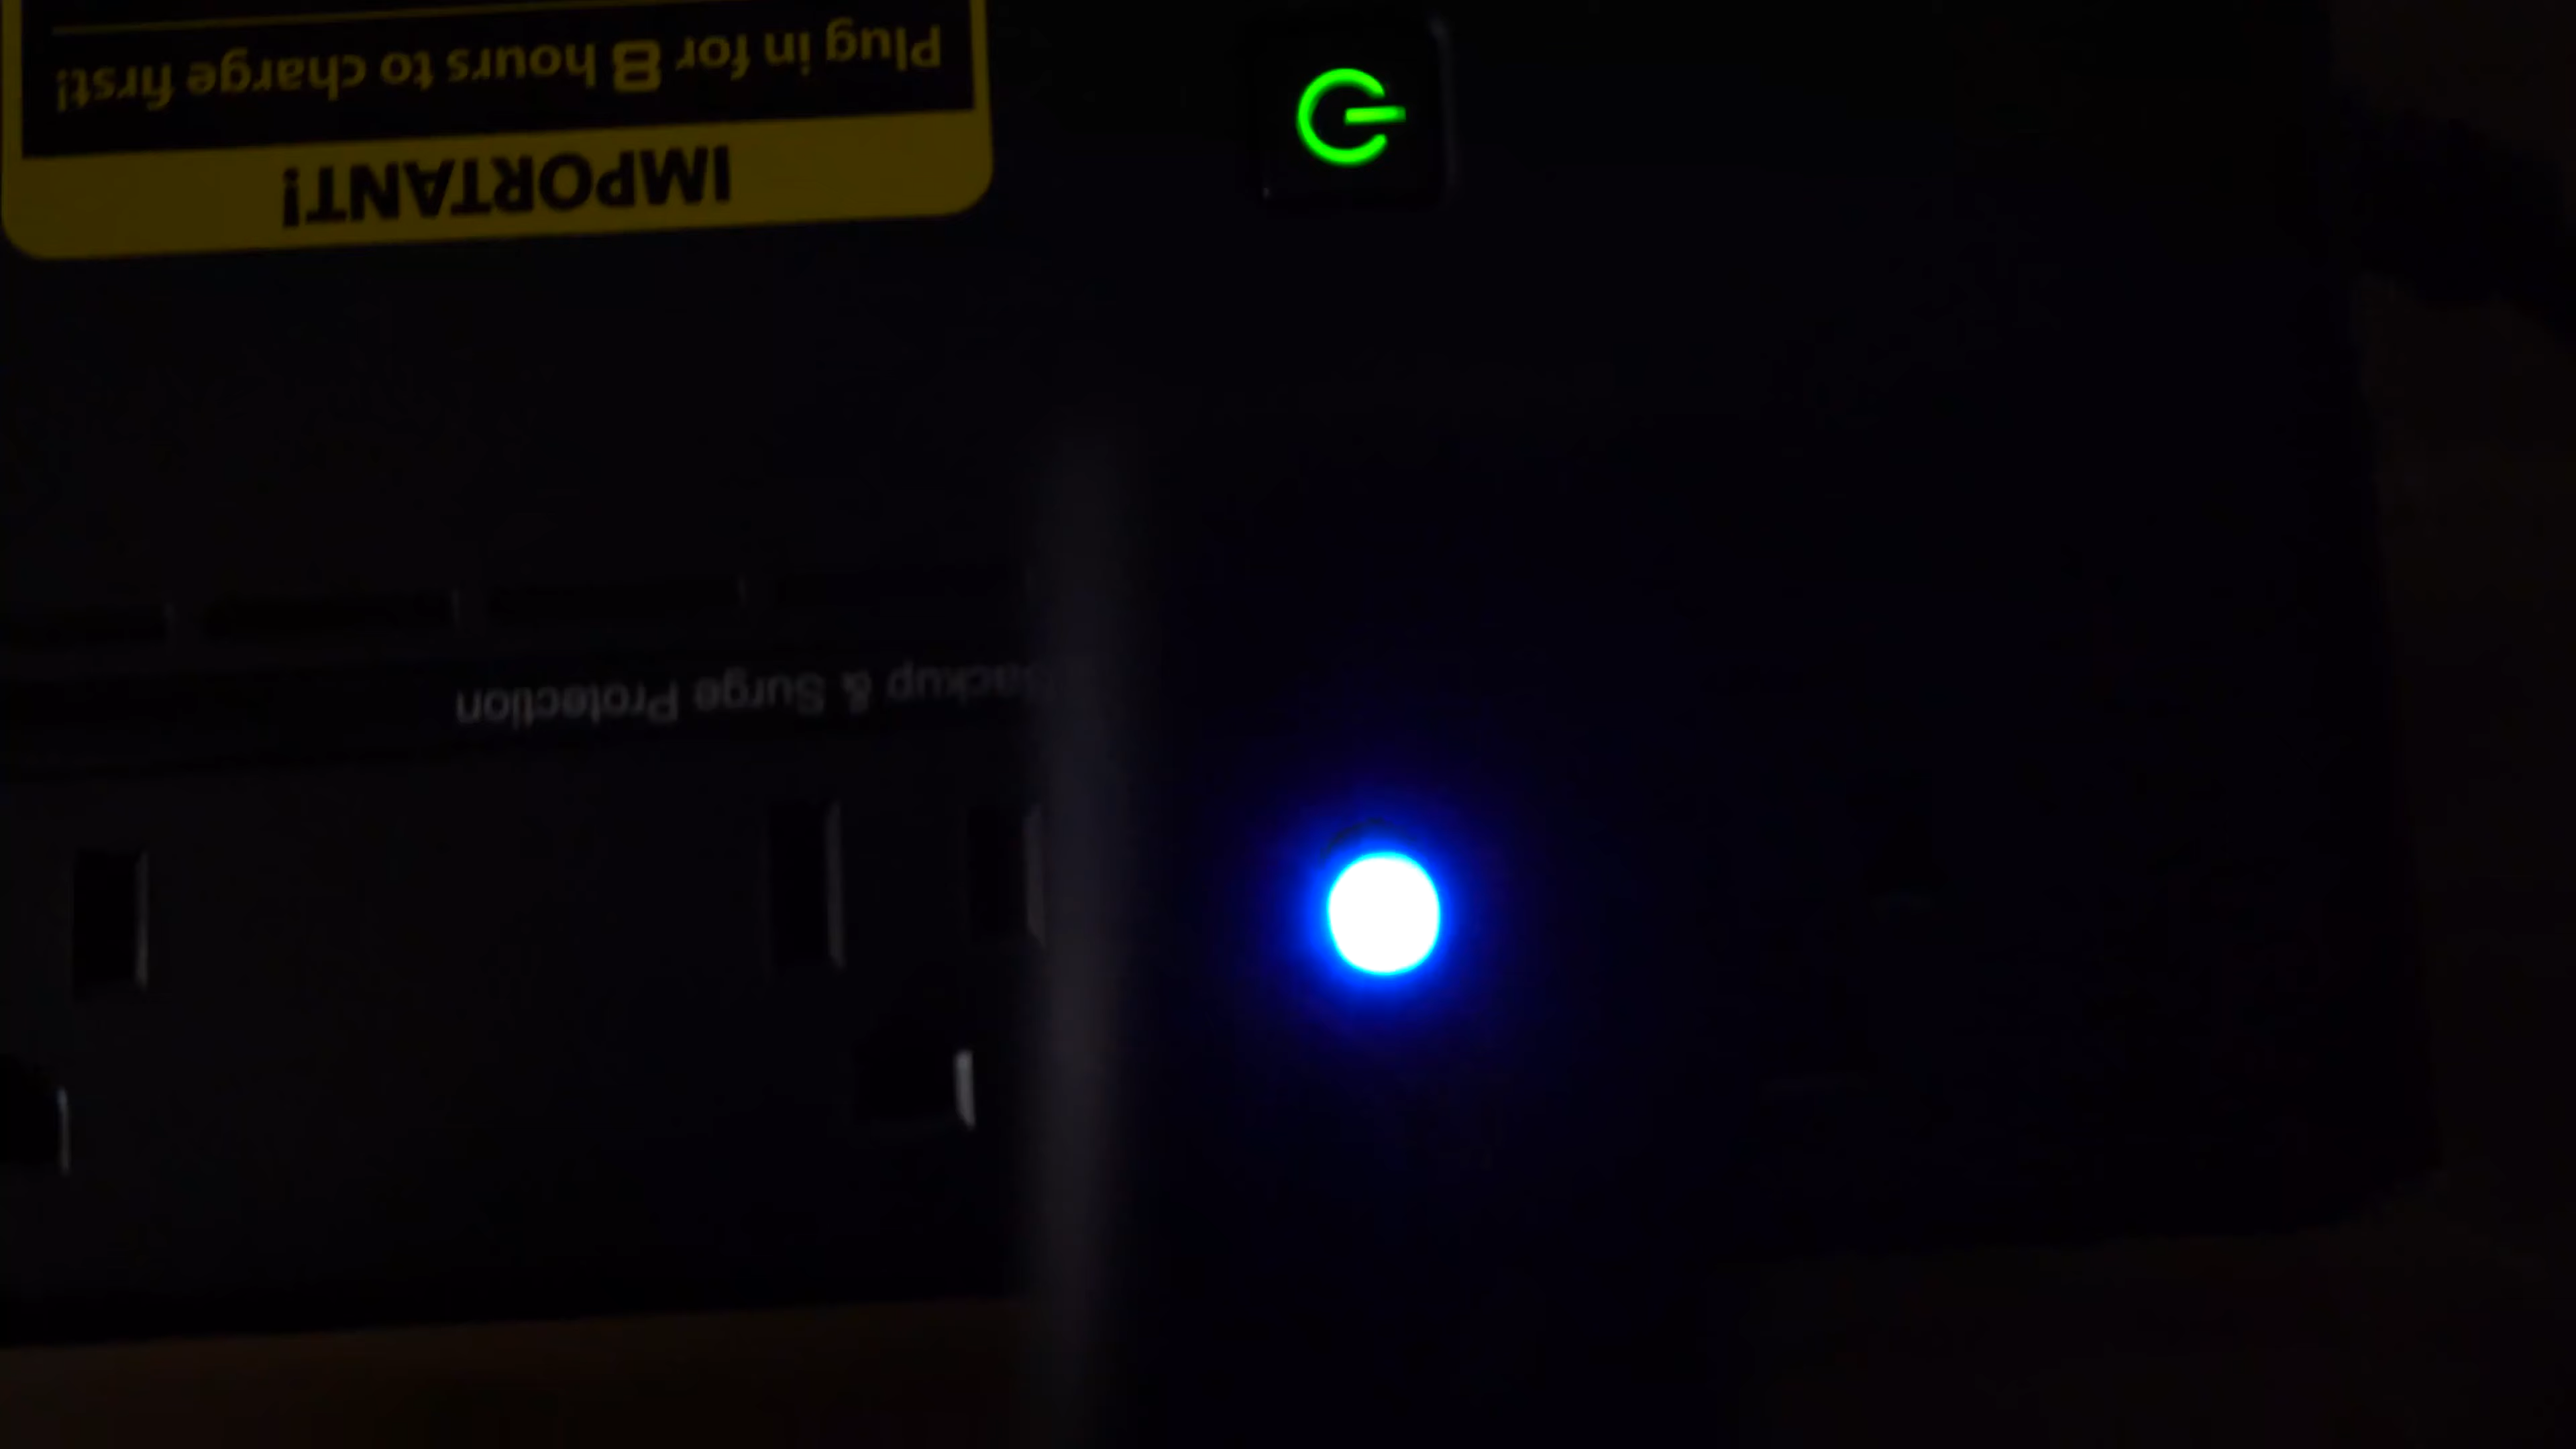 IMPORTANT!
Plug in for 8 hours to charge first!
Backup & Surge Protection